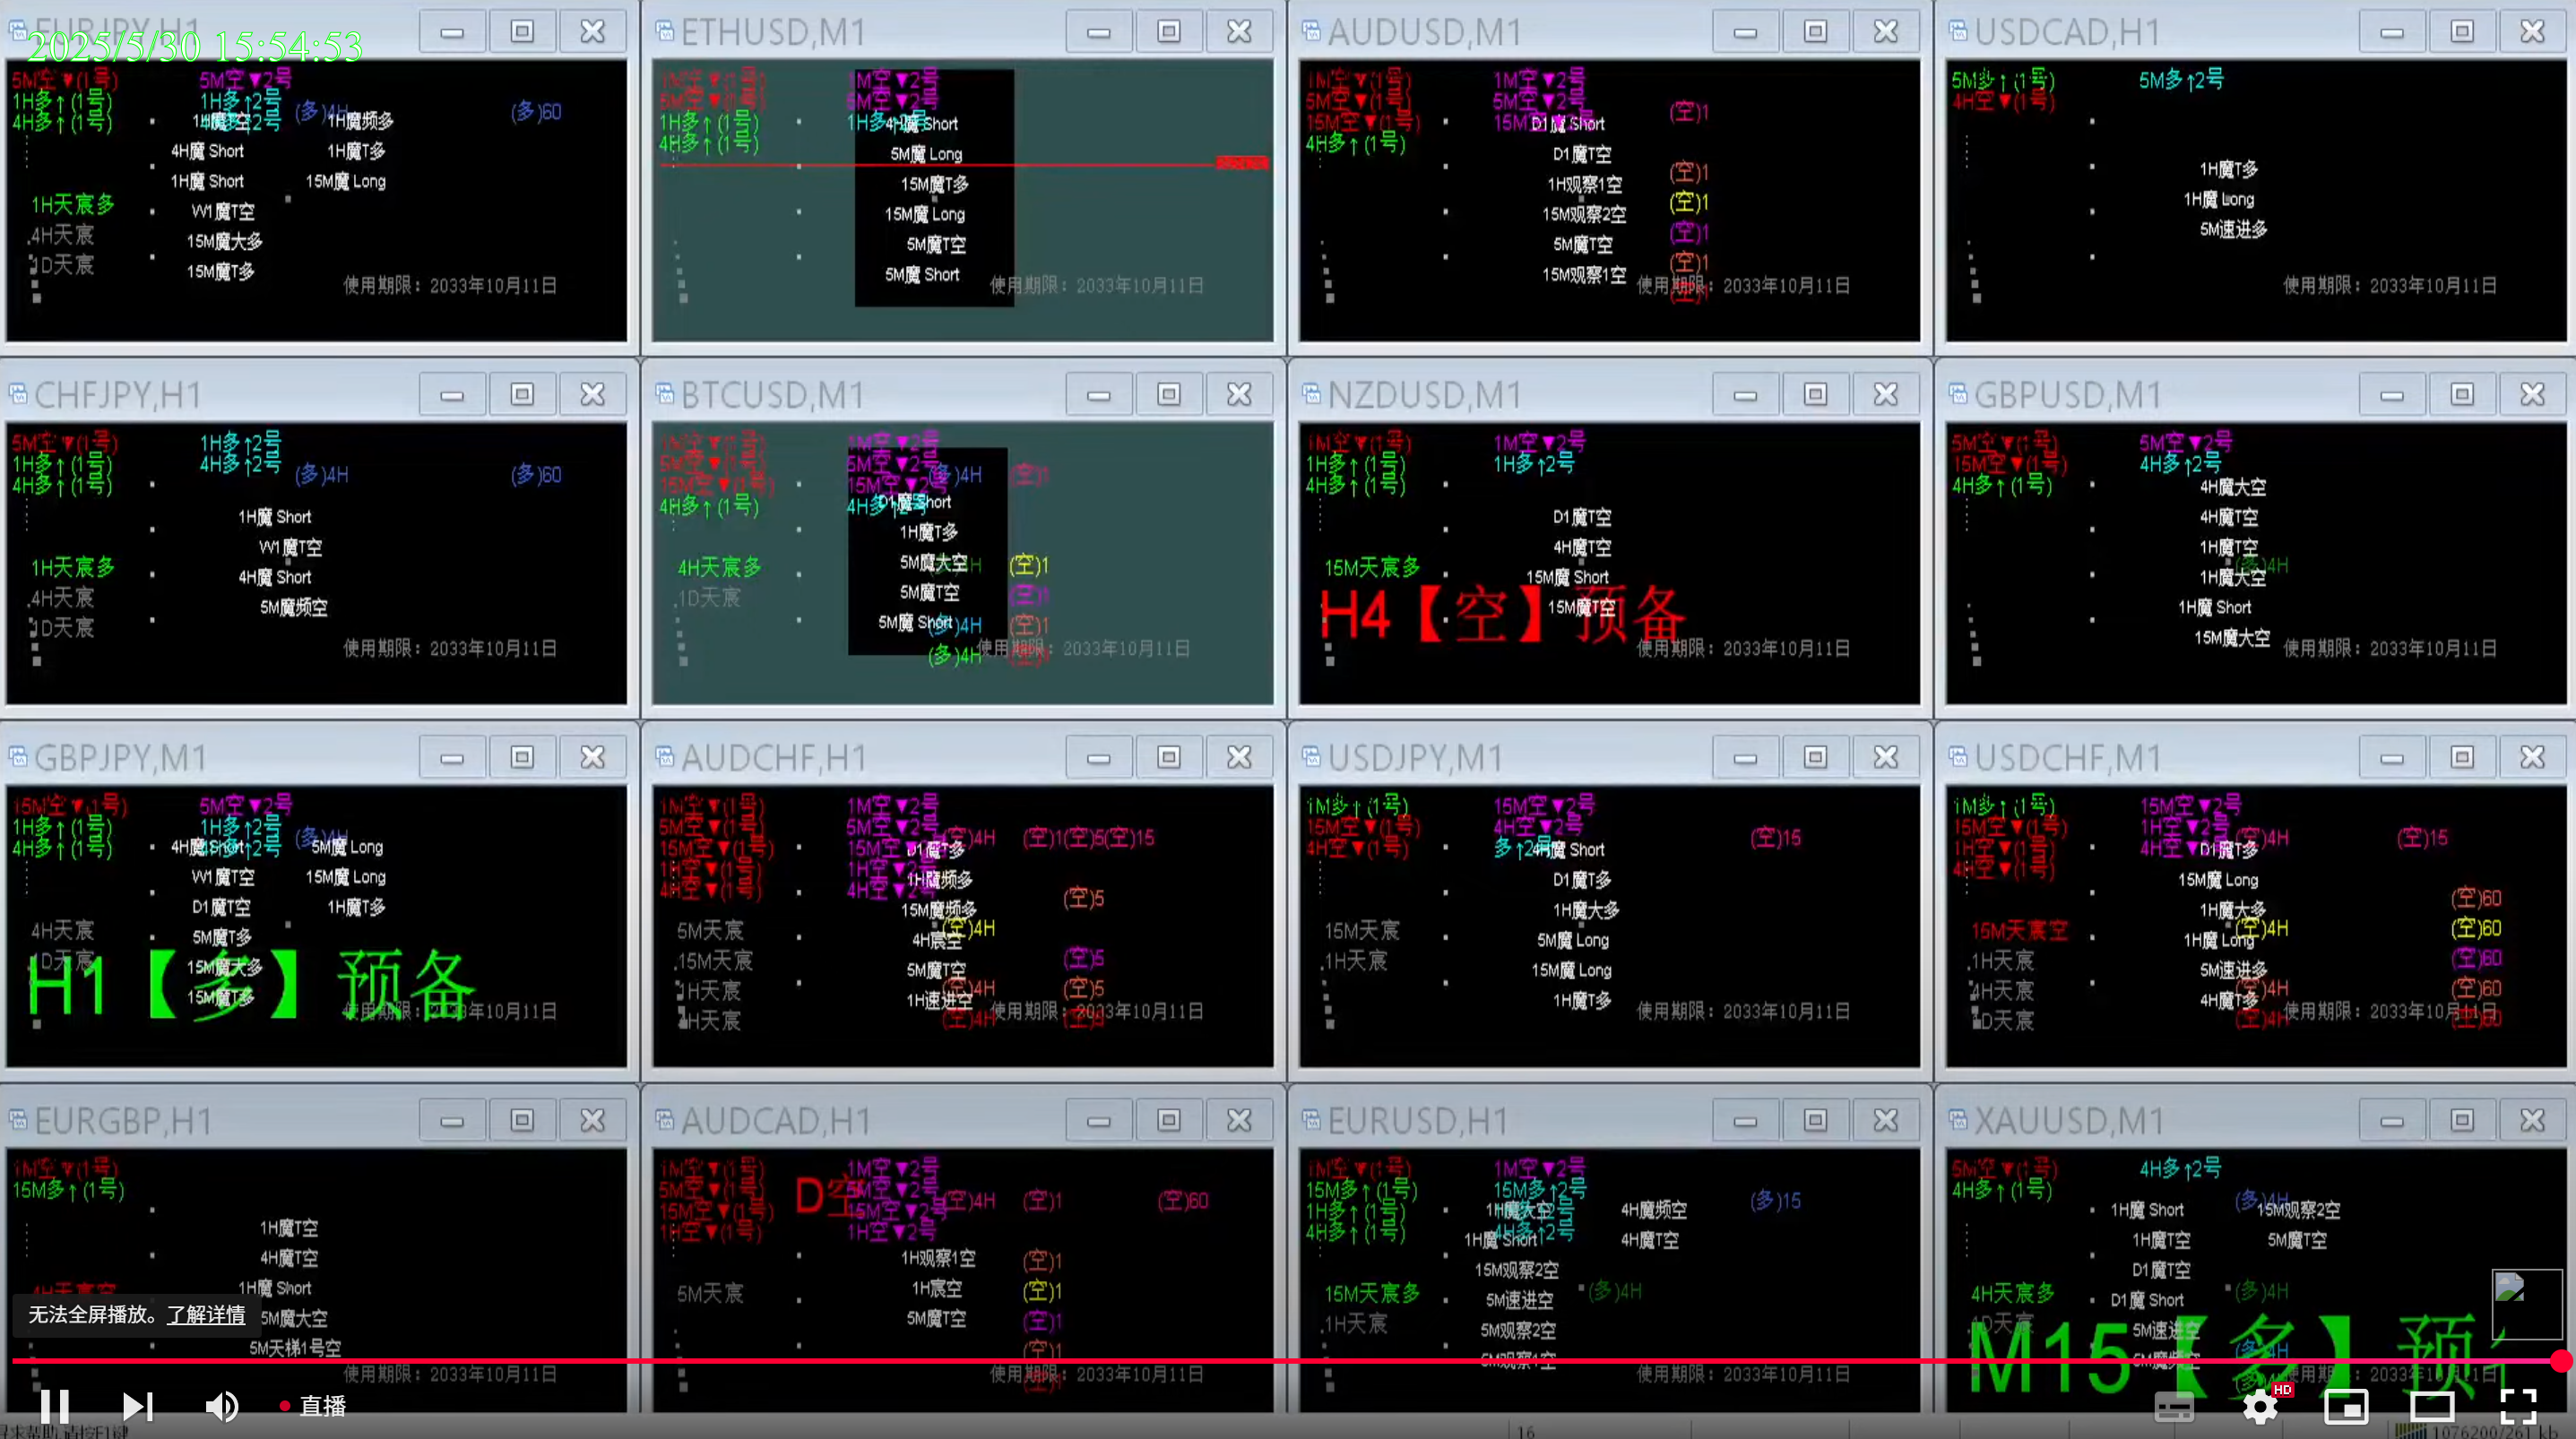 EURJPY,H1
2025/5/30 15:54:53
5M空▼(1号) 5M空▼2号
1H多↑(1号) 1H多↑2号 (多)4H (多)60
4H多↑(1号) 4H多↑2号 1H魔频多
4H魔 Short 1H魔T多
1H魔 Short 15M魔 Long
1H天宸多 W1魔T空
4H天宸 15M魔大多
1D天宸 15M魔T多
使用期限：2033年10月11日
ETHUSD,M1
1M空▼(1号) 1M空▼2号
5M空▼(1号) 5M空▼2号
1H多↑(1号) 4H魔 Short
4H多↑(1号) 5M魔 Long
15M魔T多
15M魔 Long
5M魔T空
5M魔 Short
使用期限：2033年10月11日
AUDUSD,M1
1M空▼(1号) 1M空▼2号
5M空▼(1号) 5M空▼2号 (空)1
15M空▼(1号) D1魔 Short
4H多↑(1号) D1魔T空
1H观察1空 (空)1
15M观察2空 (空)1
5M魔T空 (空)1
15M观察1空 (空)1
使用期限：2033年10月11日
USDCAD,H1
5M多↑(1号) 5M多↑2号
4H空▼(1号)
1H魔T多
1H魔 Long
5M速进多
使用期限：2033年10月11日
CHFJPY,H1
5M空▼(1号) 1H多↑2号
1H多↑(1号) 4H多↑2号 (多)4H (多)60
4H多↑(1号)
1H魔 Short
W1魔T空
1H天宸多 4H魔 Short
4H天宸 5M魔频空
1D天宸
使用期限：2033年10月11日
BTCUSD,M1
1M空▼(1号) 1M空▼2号
5M空▼(1号) 5M空▼2号 (多)4H (空)1
15M空▼(1号) 15M空▼2号
4H多↑(1号) D1魔 Short
1H魔T多
4H天宸多 5M魔大空 (空)1
1D天宸 5M魔T空 (空)1
5M魔 Short (多)4H (空)1
(多)4H
使用期限：2033年10月11日
NZDUSD,M1
1M空▼(1号) 1M空▼2号
1H多↑(1号) 1H多↑2号
4H多↑(1号)
D1魔T空
4H魔T空
15M天宸多 15M魔 Short
H4【空】预备 15M魔T空
使用期限：2033年10月11日
GBPUSD,M1
5M空▼(1号) 5M空▼2号
15M空▼(1号) 4H多↑2号
4H多↑(1号) 4H魔大空
4H魔T空
1H魔T空
(多)4H
1H魔大空
1H魔 Short
15M魔大空
使用期限：2033年10月11日
GBPJPY,M1
15M空▼(1号) 5M空▼2号
1H多↑(1号) 1H多↑2号 (多)4H
4H多↑(1号) 4H魔 Short 5M魔 Long
W1魔T空 15M魔 Long
D1魔T空 1H魔T多
4H天宸 5M魔T多
1D天宸 15M魔大多
H1【多】预备 15M魔T多
使用期限：2033年10月11日
AUDCHF,H1
1M空▼(1号) 1M空▼2号
5M空▼(1号) 5M空▼2号 (空)4H (空)1(空)5(空)15
15M空▼(1号) D1魔T多
1H空▼(1号) 1H魔频多
4H空▼(1号) 4H空▼2号 (空)5
15M魔频多
5M天宸 4H宸空 (空)4H
15M天宸 5M魔T空 (空)5
1H天宸 1H速进空 (空)4H (空)5
4H天宸 (空)4H
使用期限：2033年10月11日
USDJPY,M1
1M多↑(1号) 15M空▼2号
15M空▼(1号) 4H空▼2号 (空)15
4H空▼(1号) 4H魔 Short
D1魔T多
1H魔大多
15M天宸 5M魔 Long
1H天宸 15M魔 Long
1H魔T多
使用期限：2033年10月11日
USDCHF,M1
1M多↑(1号) 15M空▼2号
15M空▼(1号) 1H空▼2号 (空)4H (空)15
1H空▼(1号) 4H空▼ D1魔T多
4H空▼(1号) 15M魔 Long
1H魔大多 (空)60
15M天宸空 1H魔 Long (空)4H (空)60
1H天宸 5M速进多 (空)60
4H天宸 4H魔T多 (空)4H (空)60
1D天宸 (空)4H (空)60
使用期限：2033年10月11日
EURGBP,H1
1M空▼(1号)
15M多↑(1号)
1H魔T空
4H魔T空
4H天宸空 1H魔 Short
5M魔大空
5M天梯1号空
使用期限：2033年10月11日
AUDCAD,H1
1M空▼(1号) 1M空▼2号
5M空▼(1号) D空 5M空▼2号 (空)4H (空)1 (空)60
15M空▼(1号) 15M空▼2号
1H空▼(1号) 1H空▼2号
1H观察1空 (空)1
5M天宸 1H宸空 (空)1
5M魔T空 (空)1
(空)1
使用期限：2033年10月11日
EURUSD,H1
1M空▼(1号) 1M空▼2号
15M多↑(1号) 15M多↑2号 (多)15
1H多↑(1号) 1H魔大空 4H魔频空
4H多↑(1号) 4H多↑2号
1H魔 Short 4H魔T空
15M观察2空
15M天宸多 5M速进空 (多)4H
1H天宸 5M观察2空
5M观察1空
使用期限：2033年10月11日
XAUUSD,M1
5M空▼(1号) 4H多↑2号
4H多↑(1号) (多)4H
1H魔 Short 15M观察2空
1H魔T空 5M魔T空
D1魔T空
4H天宸多 D1魔 Short (多)4H
1D天宸 5M速进空
M15【多】预
使用期限：2033年10月11日
无法全屏播放。了解详情
直播
HD
16
1076200/261 kb